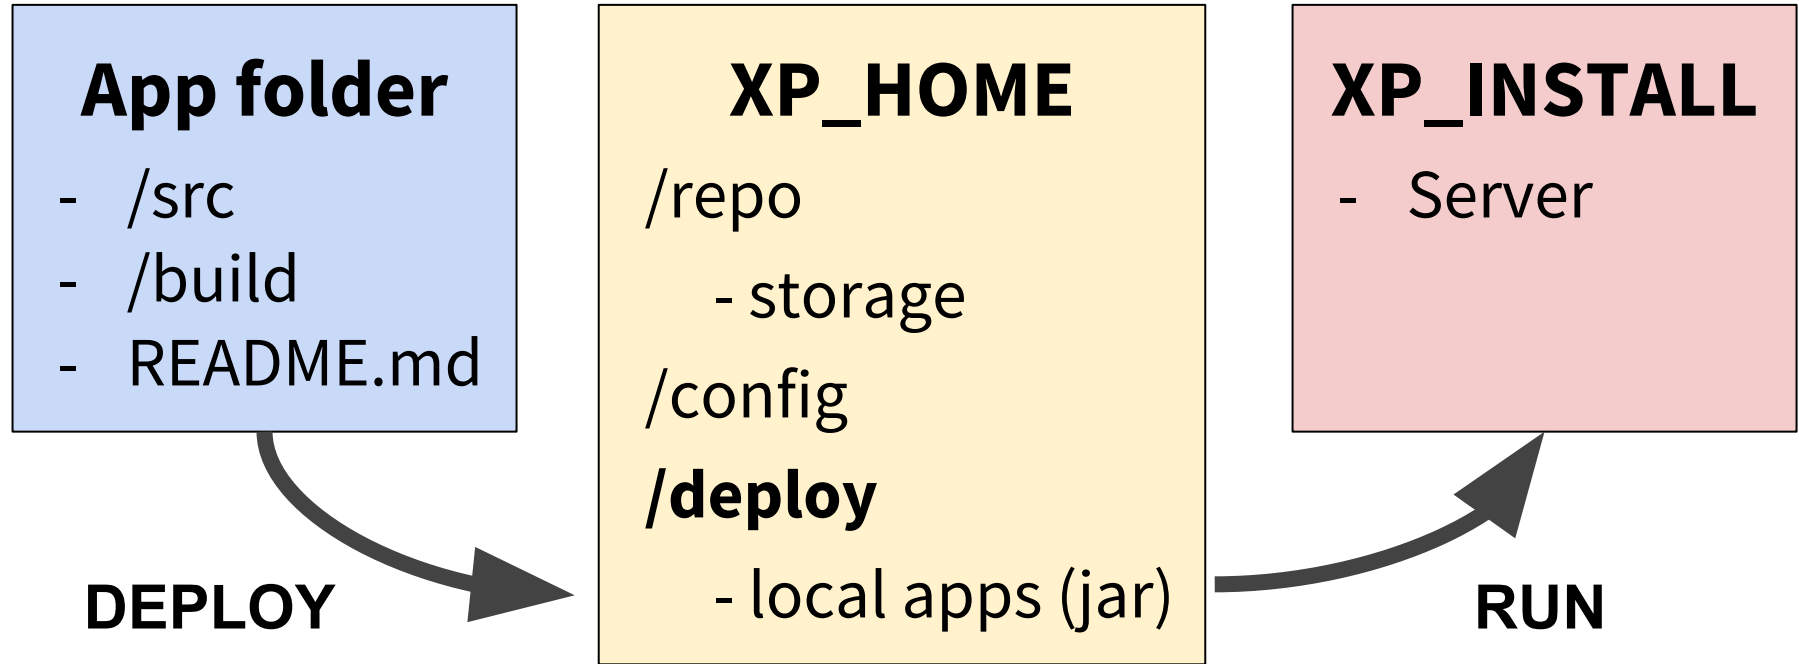 App folder
- /src
- /build
- README.md
DEPLOY
XP_HOME
/repo
- storage
/config
/deploy
- local apps (jar)
XP_INSTALL
- Server
RUN